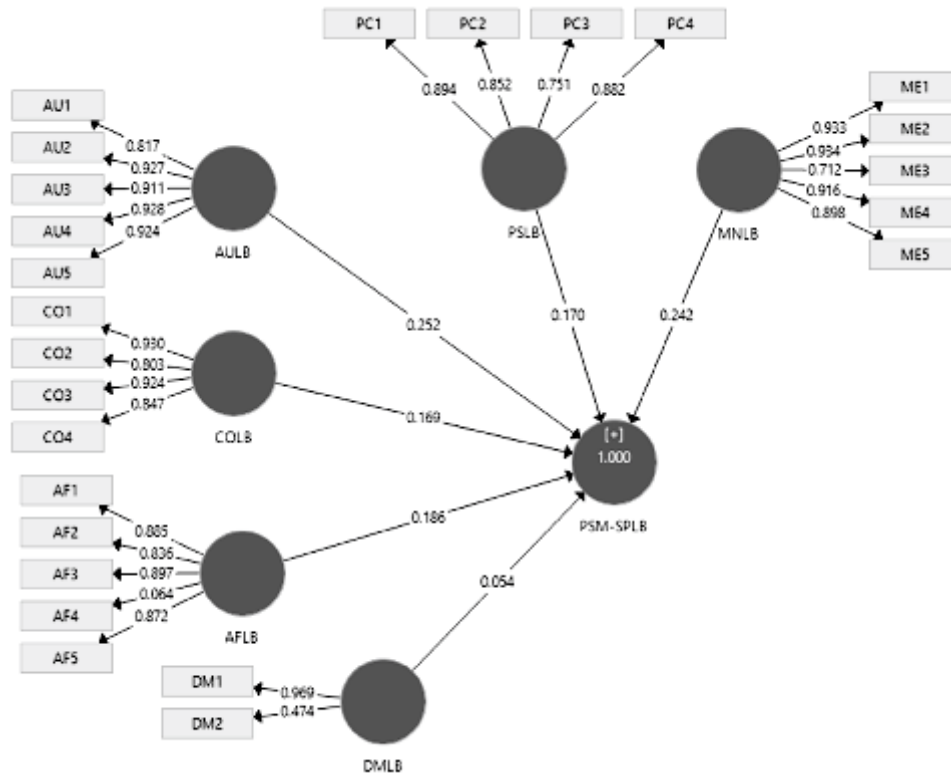 PC1 PC2 PC3 PC4
0.894 0.852 0.751 0.882
PSLB
ME1
ME2
ME3
ME4
ME5
0.933
0.934
0.712
0.916
0.898
MNLB
AU1
AU2
AU3
AU4
AU5
0.817
0.927
0.911
0.928
0.924
AULB
CO1
CO2
CO3
CO4
0.930
0.803
0.924
0.847
COLB
AF1
AF2
AF3
AF4
AF5
0.885
0.836
0.897
0.064
0.872
AFLB
DM1
DM2
0.969
0.474
DMLB
0.252
0.170
0.242
0.169
0.186
0.054
[+]
1.000
PSM-SPLB